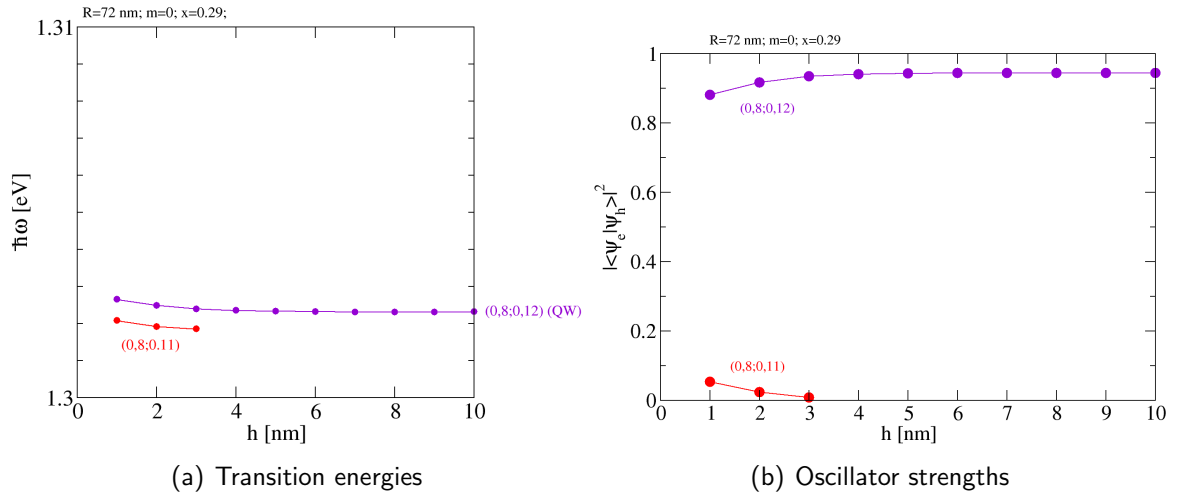 R=72 nm; m=0; x=0.29;
1.31
ħω [eV]
(0,8;0,12) (QW)
(0,8;0.11)
1.3
0 2 4 6 8 10
h [nm]
(a) Transition energies
R=72 nm; m=0; x=0.29
1
0.8
0.6
0.4
0.2
0
|<ψ_e|ψ_h>|²
(0,8;0,12)
(0,8;0,11)
0 1 2 3 4 5 6 7 8 9 10
h [nm]
(b) Oscillator strengths